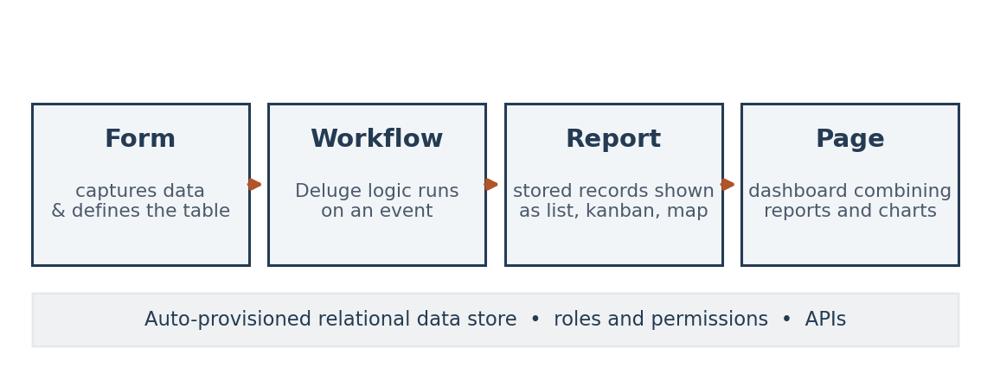 Form
captures data
& defines the table
Workflow
Deluge logic runs
on an event
Report
stored records shown
as list, kanban, map
Page
dashboard combining
reports and charts
Auto-provisioned relational data store • roles and permissions • APIs